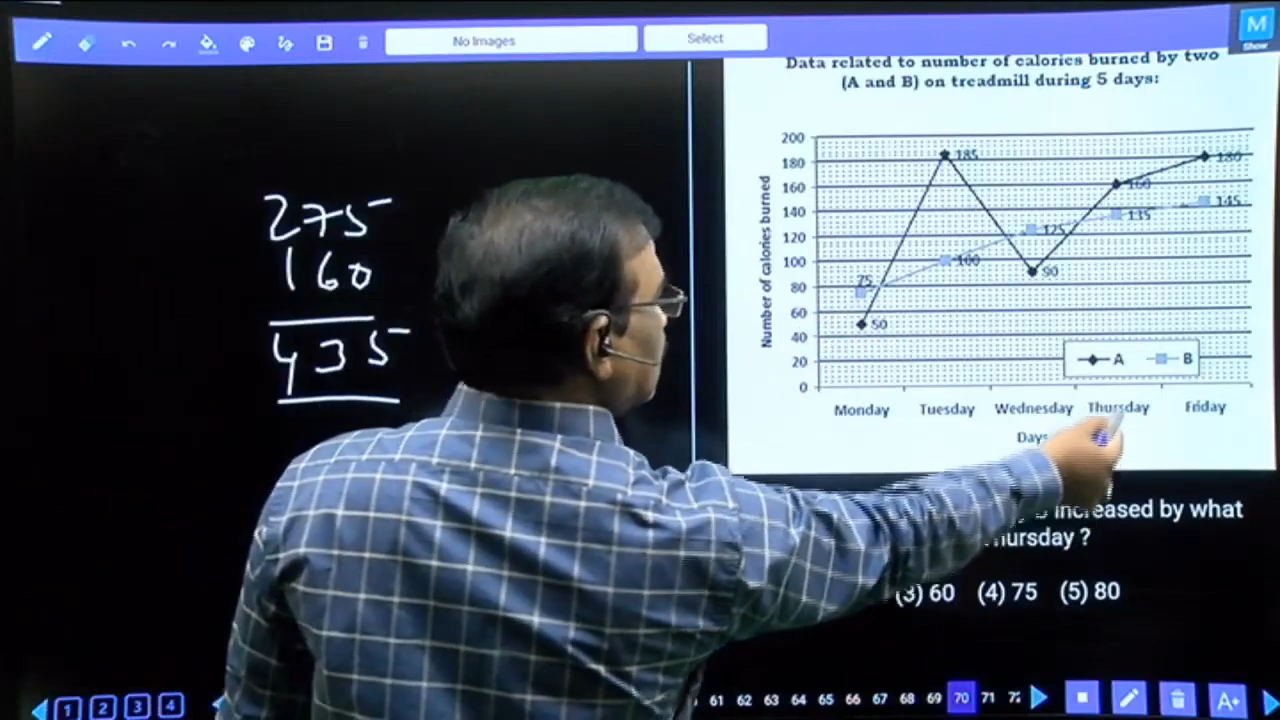 No Images
Select
M
Show
Data related to number of calories burned by two
(A and B) on treadmill during 5 days:
275
160
435
Number of calories burned
200
180
160
140
120
100
80
60
40
20
0
185
180
160
145
135
125
100
90
75
50
A
B
Monday Tuesday Wednesday Thursday Friday
increased by what
?
(3) 60 (4) 75 (5) 80
1 2 3 4
61 62 63 64 65 66 67 68 69 70 71
A+